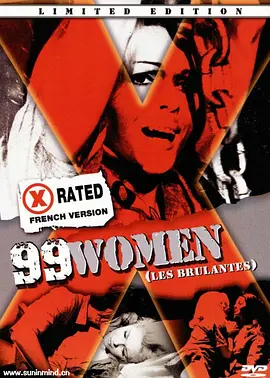 LIMITED EDITION
X RATED
FRENCH VERSION
99 WOMEN
(LES BRULANTES)
www.suninmind.cn
DVD